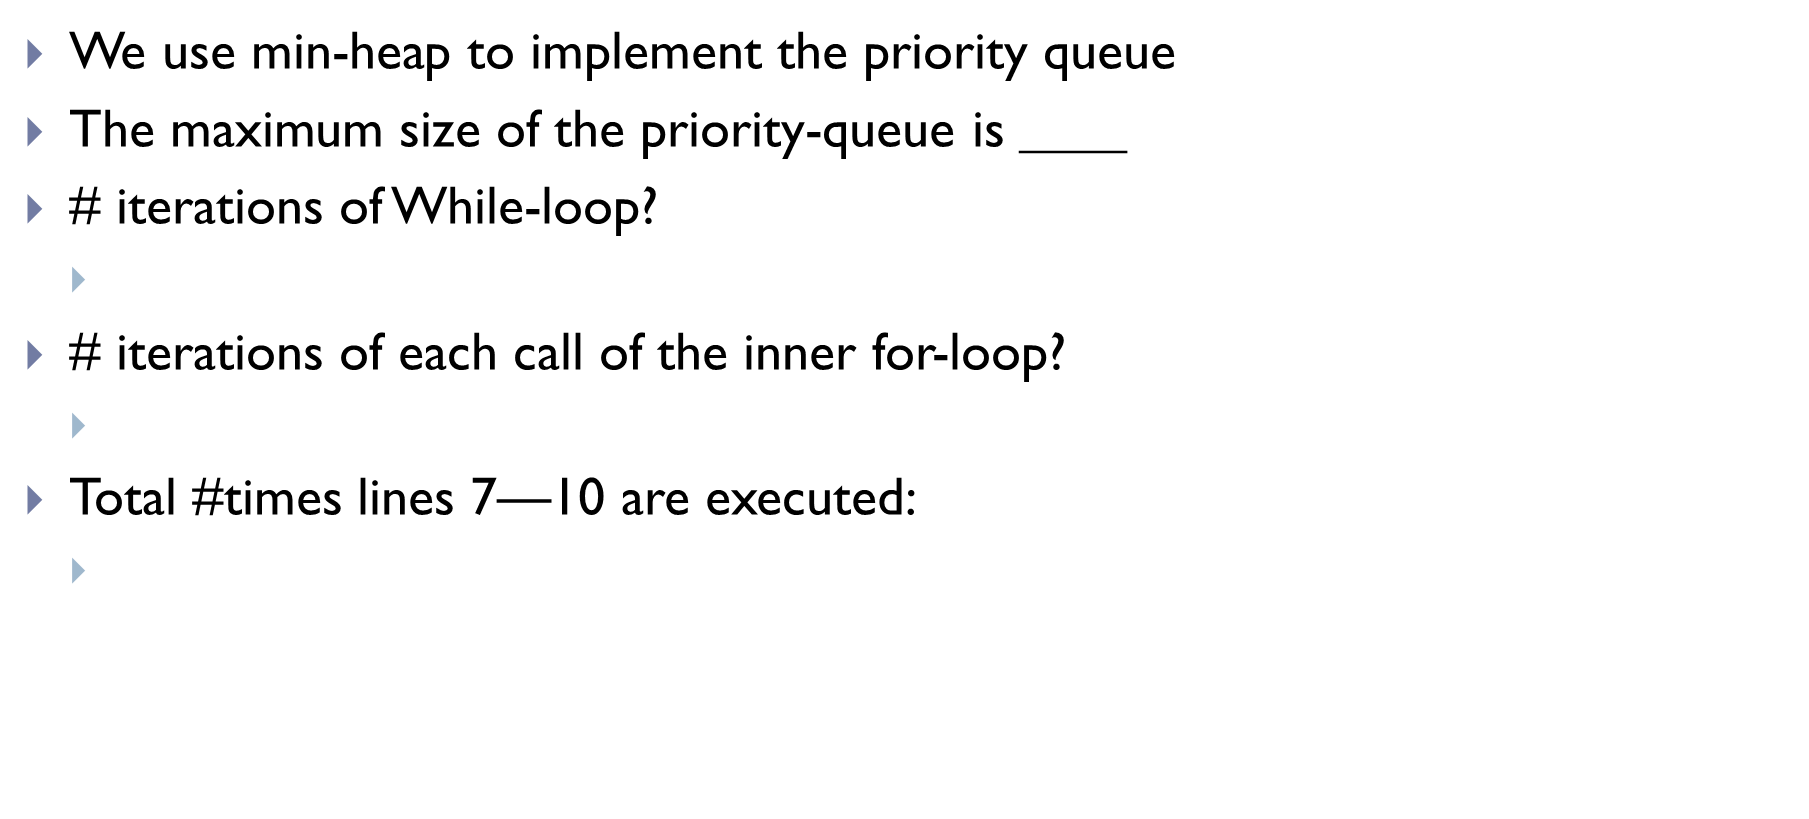 We use min-heap to implement the priority queue
The maximum size of the priority-queue is ____
# iterations of While-loop?
# iterations of each call of the inner for-loop?
Total #times lines 7—10 are executed: